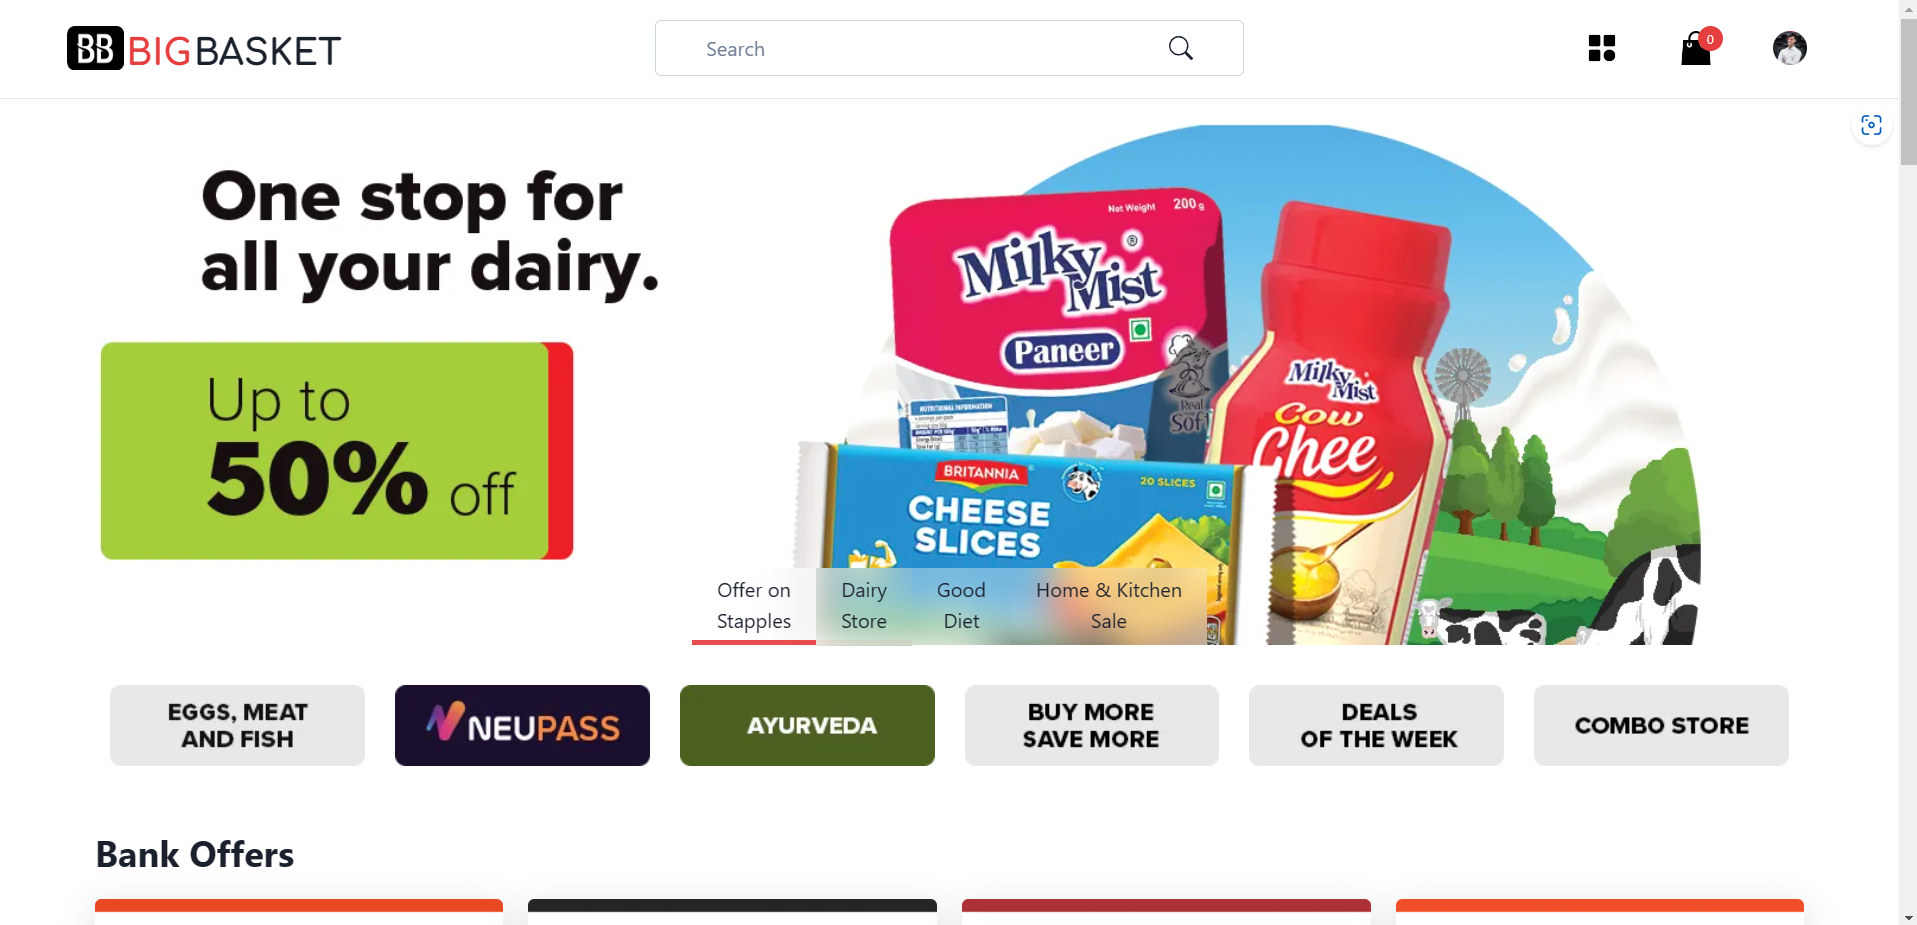 BB BIGBASKET
Search
0
One stop for
all your dairy.
Up to
50% off
Net Weight 200 g
Milky Mist ®
Paneer
NUTRITIONAL INFORMATION
Real
Soft
Milky Mist
Cow
Ghee
BRITANNIA
20 SLICES
CHEESE
SLICES
Offer on
Stapples
Dairy
Store
Good
Diet
Home & Kitchen
Sale
EGGS, MEAT
AND FISH
NEUPASS
AYURVEDA
BUY MORE
SAVE MORE
DEALS
OF THE WEEK
COMBO STORE
Bank Offers